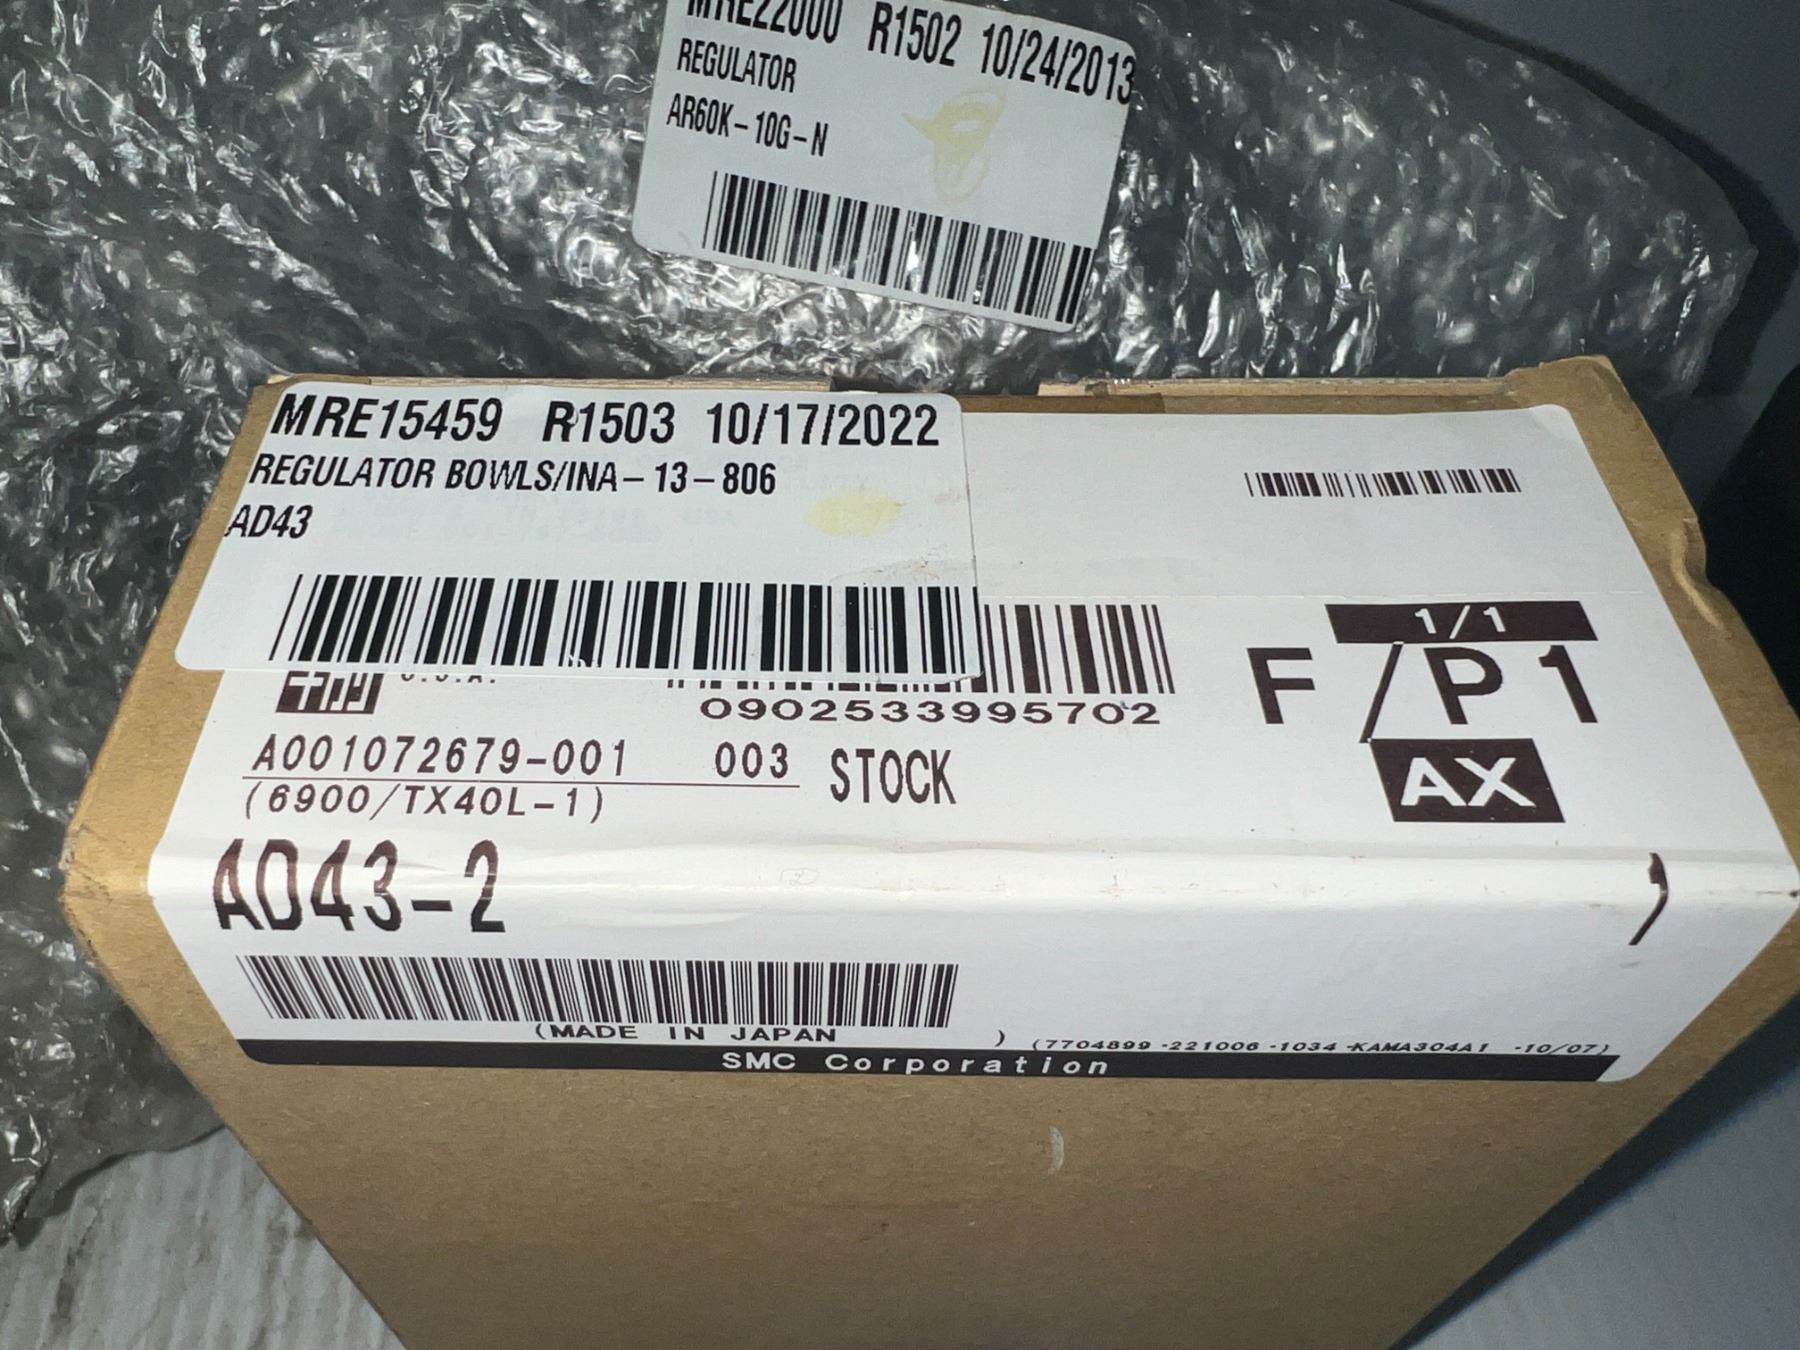 MRE22000 R1502 10/24/2013
REGULATOR
AR60K-10G-N
MRE15459 R1503 10/17/2022
REGULATOR BOWLS/INA-13-806
AD43
U.S.A.
0902533995702
1/1
F/P1
A001072679-001 003 STOCK
AX
(6900/TX40L-1)
AD43-2
1
(MADE IN JAPAN )
(7704899-221006-1034-KAMA304A1 -10/07)
SMC Corporation